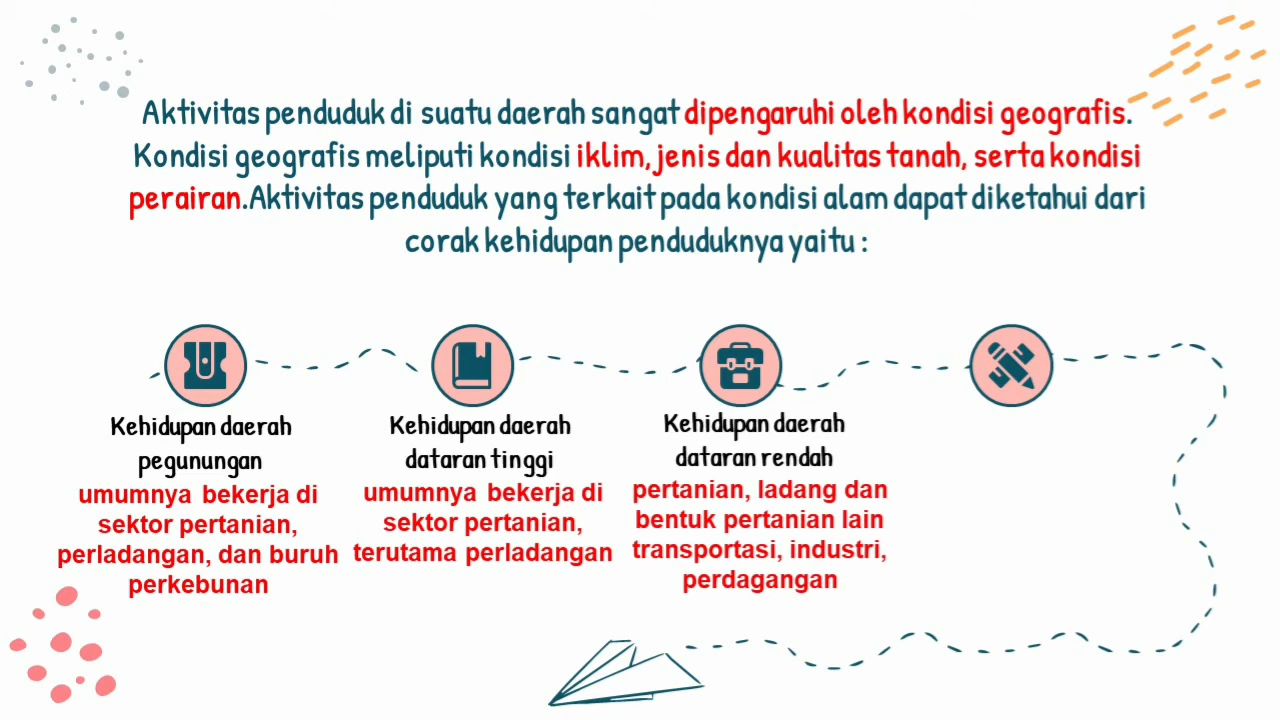 Aktivitas penduduk di suatu daerah sangat dipengaruhi oleh kondisi geografis.
Kondisi geografis meliputi kondisi iklim, jenis dan kualitas tanah, serta kondisi
perairan.Aktivitas penduduk yang terkait pada kondisi alam dapat diketahui dari
corak kehidupan penduduknya yaitu :
Kehidupan daerah
pegunungan
umumnya bekerja di
sektor pertanian,
perladangan, dan buruh
perkebunan
Kehidupan daerah
dataran tinggi
umumnya bekerja di
sektor pertanian,
terutama perladangan
Kehidupan daerah
dataran rendah
pertanian, ladang dan
bentuk pertanian lain
transportasi, industri,
perdagangan